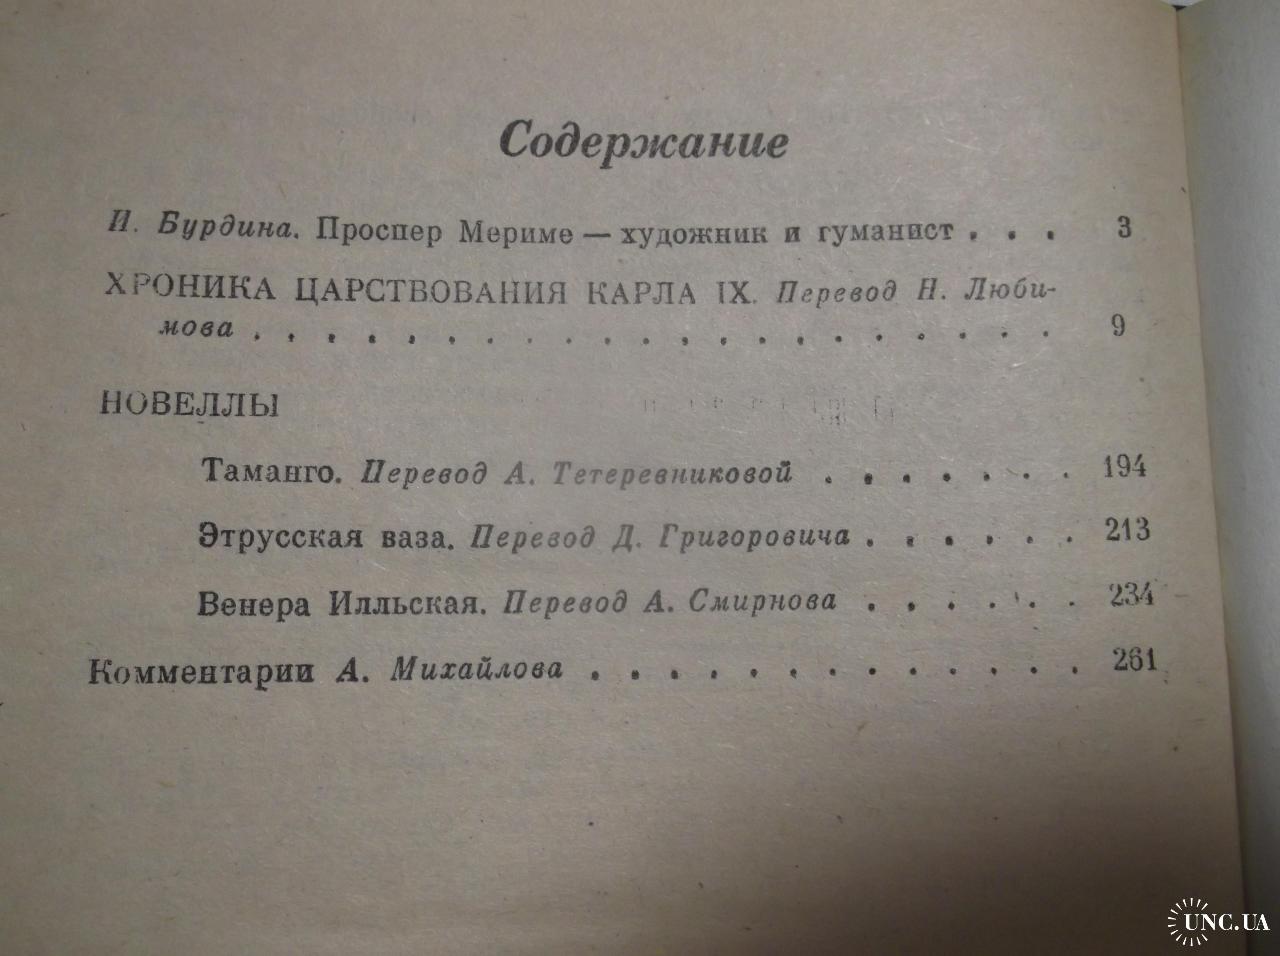 Содержание
И. Бурдина. Проспер Мериме — художник и гуманист . . . 3
ХРОНИКА ЦАРСТВОВАНИЯ КАРЛА IX. Перевод Н. Люби-
мова . . . . . . . . . . . . . . . . . . . . . 9
НОВЕЛЛЫ
Таманго. Перевод А. Тетеревниковой . . . . . . . 194
Этрусская ваза. Перевод Д. Григоровича . . . . . . 213
Венера Илльская. Перевод А. Смирнова . . . . . . 234
Комментарии А. Михайлова . . . . . . . . . . . . . 261
UNC.UA